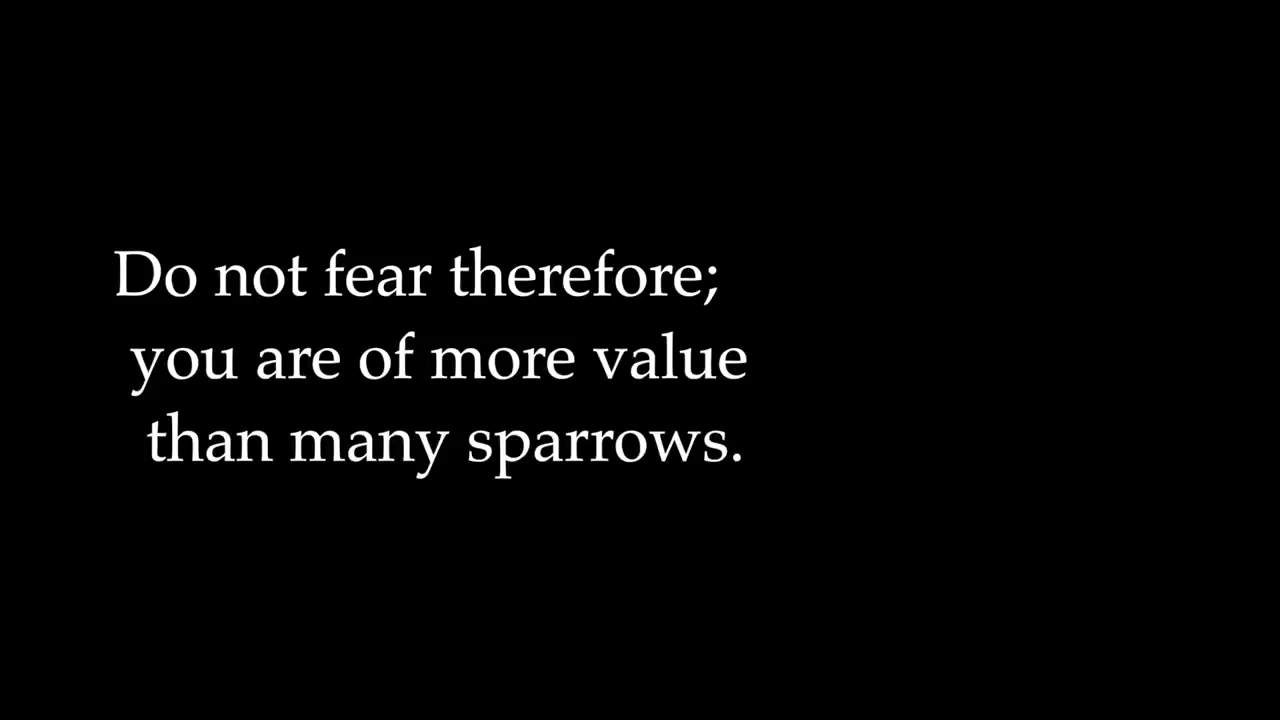 Do not fear therefore;
you are of more value
than many sparrows.